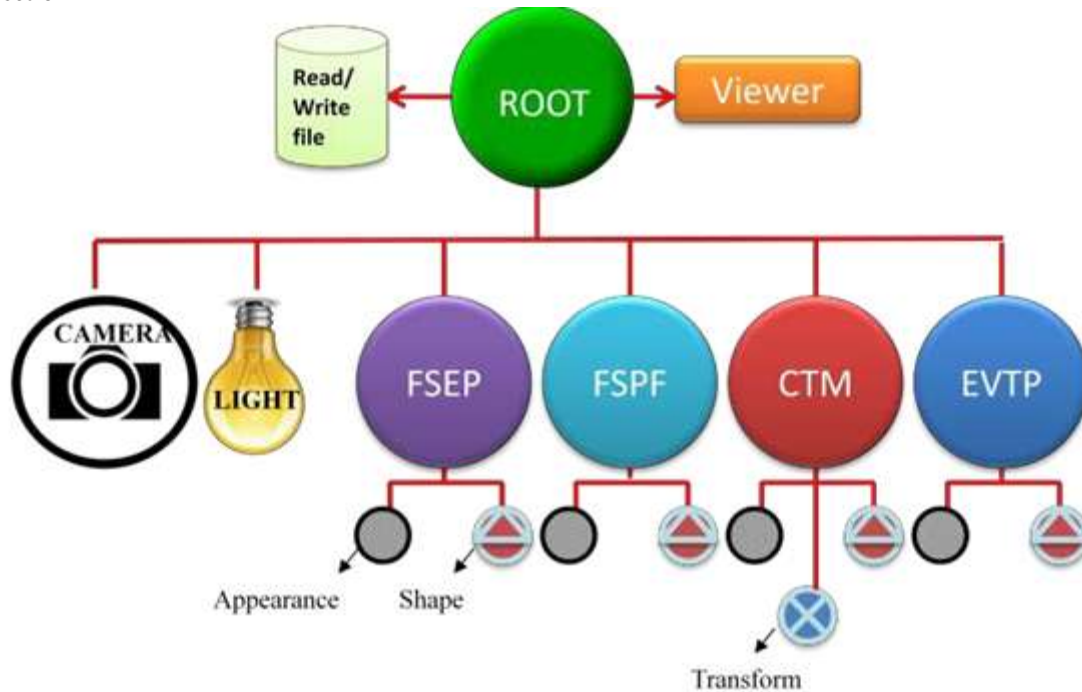 Read/
Write
file
ROOT
Viewer
CAMERA
LIGHT
FSEP
FSPF
CTM
EVTP
Appearance
Shape
Transform